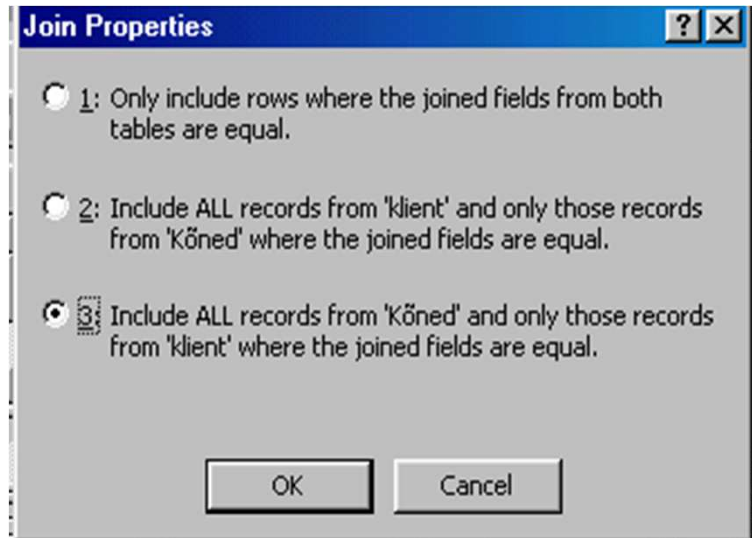 Join Properties
1: Only include rows where the joined fields from both
tables are equal.
2: Include ALL records from 'klient' and only those records
from 'Kõned' where the joined fields are equal.
3: Include ALL records from 'Kõned' and only those records
from 'klient' where the joined fields are equal.
OK Cancel